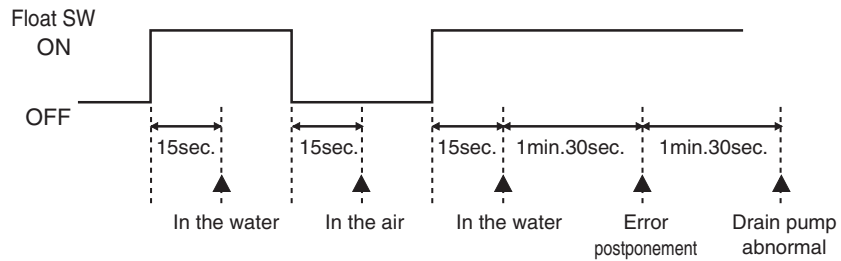 Float SW
ON
OFF
15sec. 15sec. 15sec. 1min.30sec. 1min.30sec.
In the water In the air In the water Error postponement Drain pump abnormal